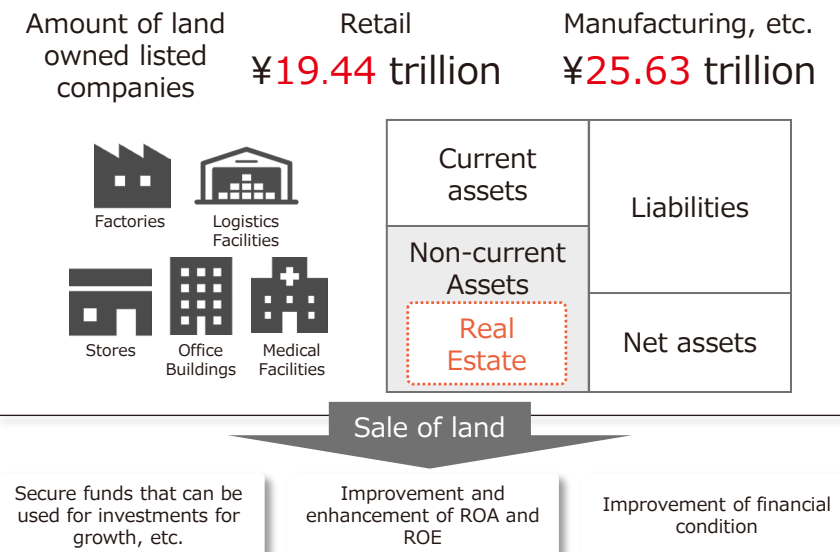 Amount of land
owned listed
companies
Retail
¥19.44 trillion
Manufacturing, etc.
¥25.63 trillion
Factories
Logistics
Facilities
Stores
Office
Buildings
Medical
Facilities
Current
assets
Non-current
Assets
Real
Estate
Liabilities
Net assets
Sale of land
Secure funds that can be
used for investments for
growth, etc.
Improvement and
enhancement of ROA and
ROE
Improvement of financial
condition